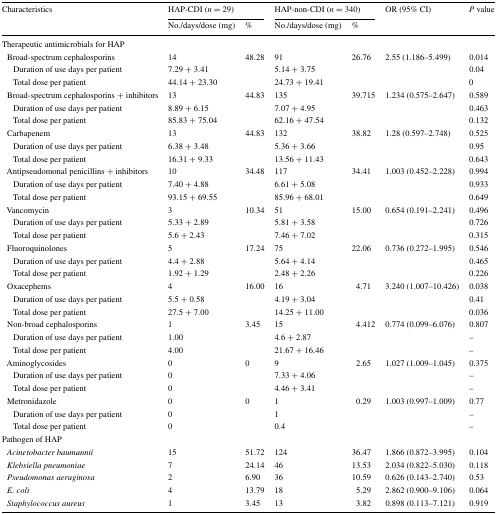 Characteristics HAP-CDI (n = 29) HAP-non-CDI (n = 340) OR (95% CI) P value
No./days/dose (mg) % No./days/dose (mg) %
Therapeutic antimicrobials for HAP
Broad-spectrum cephalosporins 14 48.28 91 26.76 2.55 (1.186–5.499) 0.014
Duration of use days per patient 7.29 + 3.41 5.14 + 3.75 0.04
Total dose per patient 44.14 + 23.30 24.73 + 19.41 0
Broad-spectrum cephalosporins + inhibitors 13 44.83 135 39.715 1.234 (0.575–2.647) 0.589
Duration of use days per patient 8.89 + 6.15 7.07 + 4.95 0.463
Total dose per patient 85.83 + 75.04 62.16 + 47.54 0.132
Carbapenem 13 44.83 132 38.82 1.28 (0.597–2.748) 0.525
Duration of use days per patient 6.38 + 3.48 5.36 + 3.66 0.95
Total dose per patient 16.31 + 9.33 13.56 + 11.43 0.643
Antipseudomonal penicillins + inhibitors 10 34.48 117 34.41 1.003 (0.452–2.228) 0.994
Duration of use days per patient 7.40 + 4.88 6.61 + 5.08 0.933
Total dose per patient 93.15 + 69.55 85.96 + 68.01 0.649
Vancomycin 3 10.34 51 15.00 0.654 (0.191–2.241) 0.496
Duration of use days per patient 5.33 + 2.89 5.81 + 3.58 0.726
Total dose per patient 5.6 + 2.43 7.46 + 7.02 0.315
Fluoroquinolones 5 17.24 75 22.06 0.736 (0.272–1.995) 0.546
Duration of use days per patient 4.4 + 2.88 5.64 + 4.14 0.465
Total dose per patient 1.92 + 1.29 2.48 + 2.26 0.226
Oxacephems 4 16.00 16 4.71 3.240 (1.007–10.426) 0.038
Duration of use days per patient 5.5 + 0.58 4.19 + 3.04 0.41
Total dose per patient 27.5 + 7.00 14.25 + 11.00 0.036
Non-broad cephalosporins 1 3.45 15 4.412 0.774 (0.099–6.076) 0.807
Duration of use days per patient 1.00 4.6 + 2.87 –
Total dose per patient 4.00 21.67 + 16.46 –
Aminoglycosides 0 0 9 2.65 1.027 (1.009–1.045) 0.375
Duration of use days per patient 0 7.33 + 4.06 –
Total dose per patient 0 4.46 + 3.41 –
Metronidazole 0 0 1 0.29 1.003 (0.997–1.009) 0.77
Duration of use days per patient 0 1 –
Total dose per patient 0 0.4 –
Pathogen of HAP
Acinetobacter baumannii 15 51.72 124 36.47 1.866 (0.872–3.995) 0.104
Klebsiella pneumoniae 7 24.14 46 13.53 2.034 (0.822–5.030) 0.118
Pseudomonas aeruginosa 2 6.90 36 10.59 0.626 (0.143–2.740) 0.53
E. coli 4 13.79 18 5.29 2.862 (0.900–9.106) 0.064
Staphylococcus aureus 1 3.45 13 3.82 0.898 (0.113–7.121) 0.919